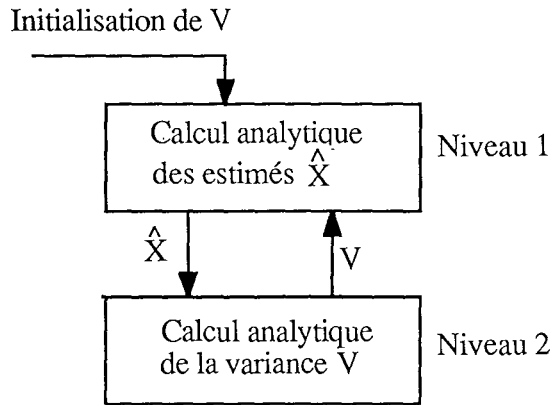 Initialisation de V
Calcul analytique
des estimés X̂
Niveau 1
X̂
V
Calcul analytique
de la variance V
Niveau 2